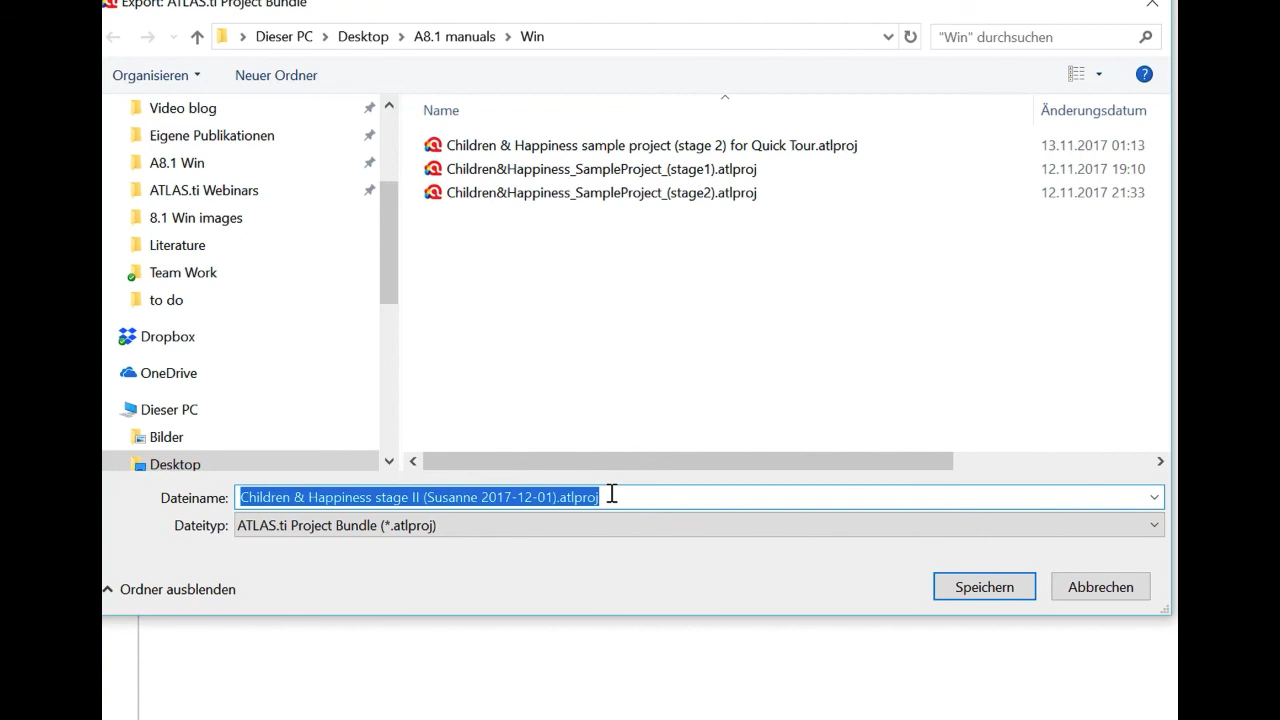 Export: ATLAS.ti Project Bundle
Dieser PC > Desktop > A8.1 manuals > Win
"Win" durchsuchen
Organisieren
Neuer Ordner
?
Video blog
Eigene Publikationen
A8.1 Win
ATLAS.ti Webinars
8.1 Win images
Literature
Team Work
to do
Dropbox
OneDrive
Dieser PC
Bilder
Desktop
Name
Änderungsdatum
Children & Happiness sample project (stage 2) for Quick Tour.atlproj
13.11.2017 01:13
Children&Happiness_SampleProject_(stage1).atlproj
12.11.2017 19:10
Children&Happiness_SampleProject_(stage2).atlproj
12.11.2017 21:33
Dateiname: Children & Happiness stage II (Susanne 2017-12-01).atlproj
Dateityp: ATLAS.ti Project Bundle (*.atlproj)
Ordner ausblenden
Speichern
Abbrechen